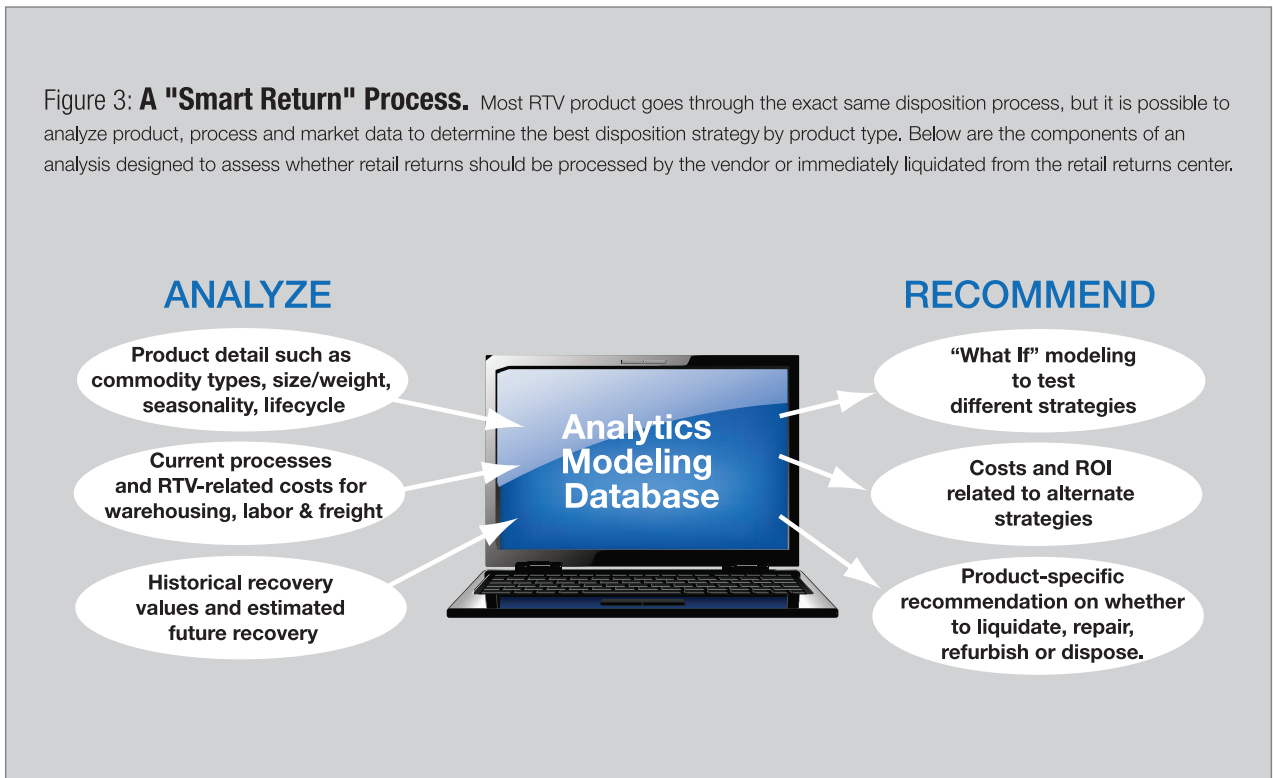 Figure 3: A "Smart Return" Process. Most RTV product goes through the exact same disposition process, but it is possible to
analyze product, process and market data to determine the best disposition strategy by product type. Below are the components of an
analysis designed to assess whether retail returns should be processed by the vendor or immediately liquidated from the retail returns center.
ANALYZE
Product detail such as
commodity types, size/weight,
seasonality, lifecycle
Current processes
and RTV-related costs for
warehousing, labor & freight
Historical recovery
values and estimated
future recovery
Analytics
Modeling
Database
RECOMMEND
“What If” modeling
to test
different strategies
Costs and ROI
related to alternate
strategies
Product-specific
recommendation on whether
to liquidate, repair,
refurbish or dispose.